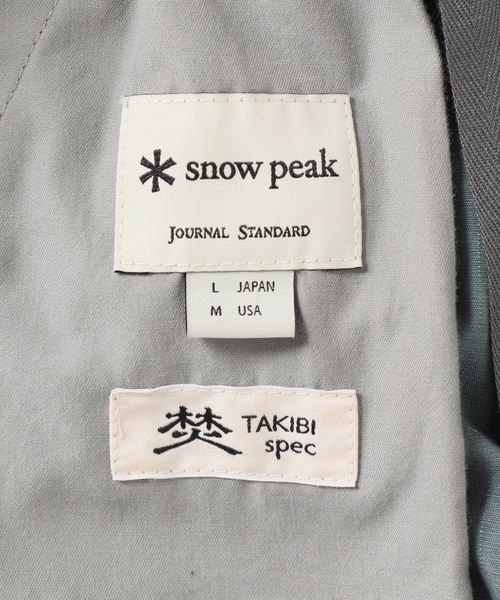 snow peak
JOURNAL STANDARD
L JAPAN
M USA
焚 TAKIBI
spec